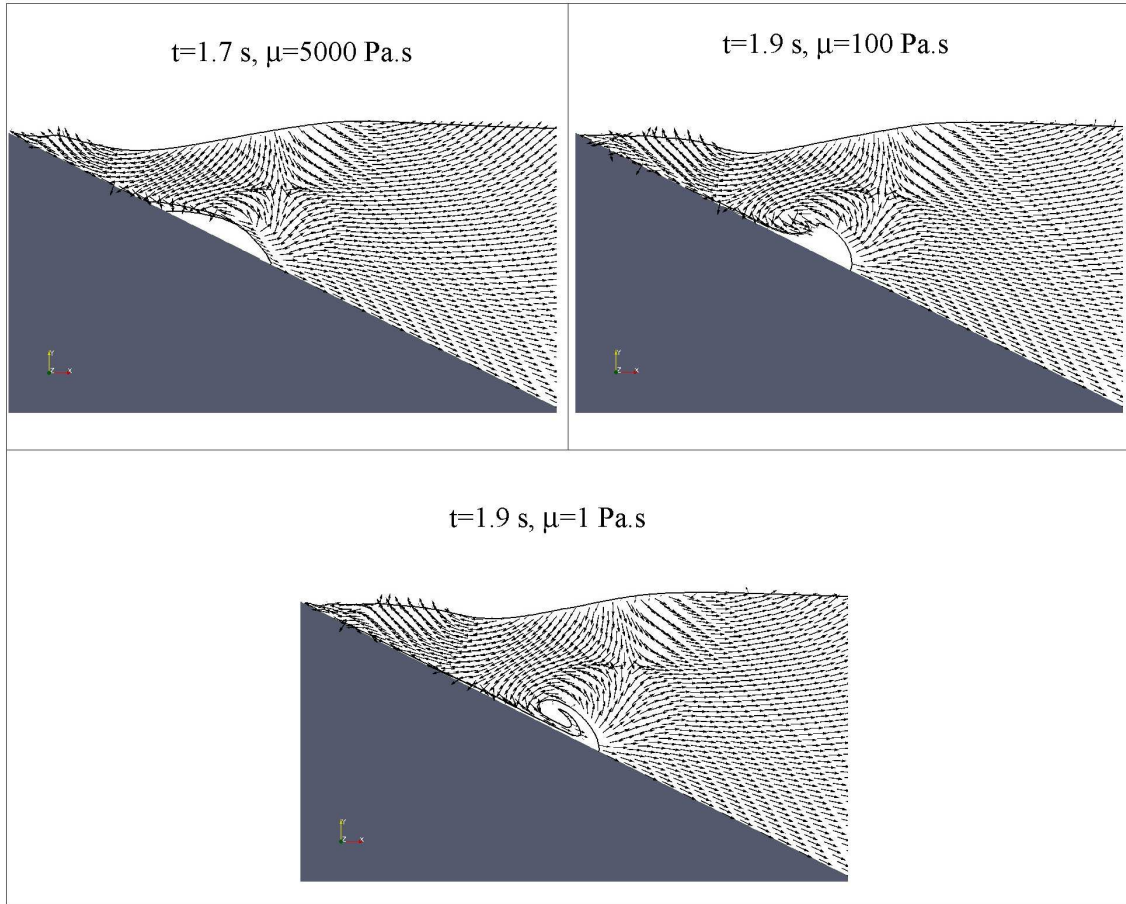 t=1.7 s, μ=5000 Pa.s
t=1.9 s, μ=100 Pa.s
Y
Z X
Y
Z X
t=1.9 s, μ=1 Pa.s
Y
Z X